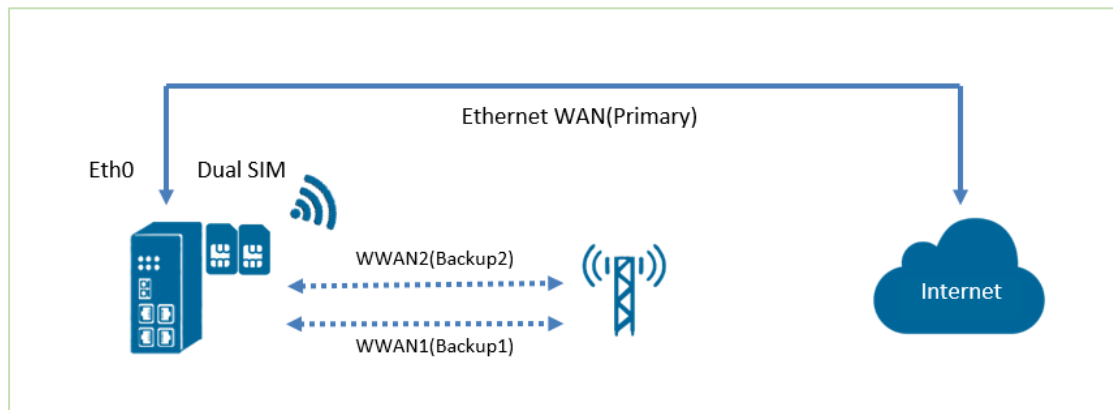 Ethernet WAN(Primary)
Eth0
Dual SIM
WWAN2(Backup2)
Internet
WWAN1(Backup1)